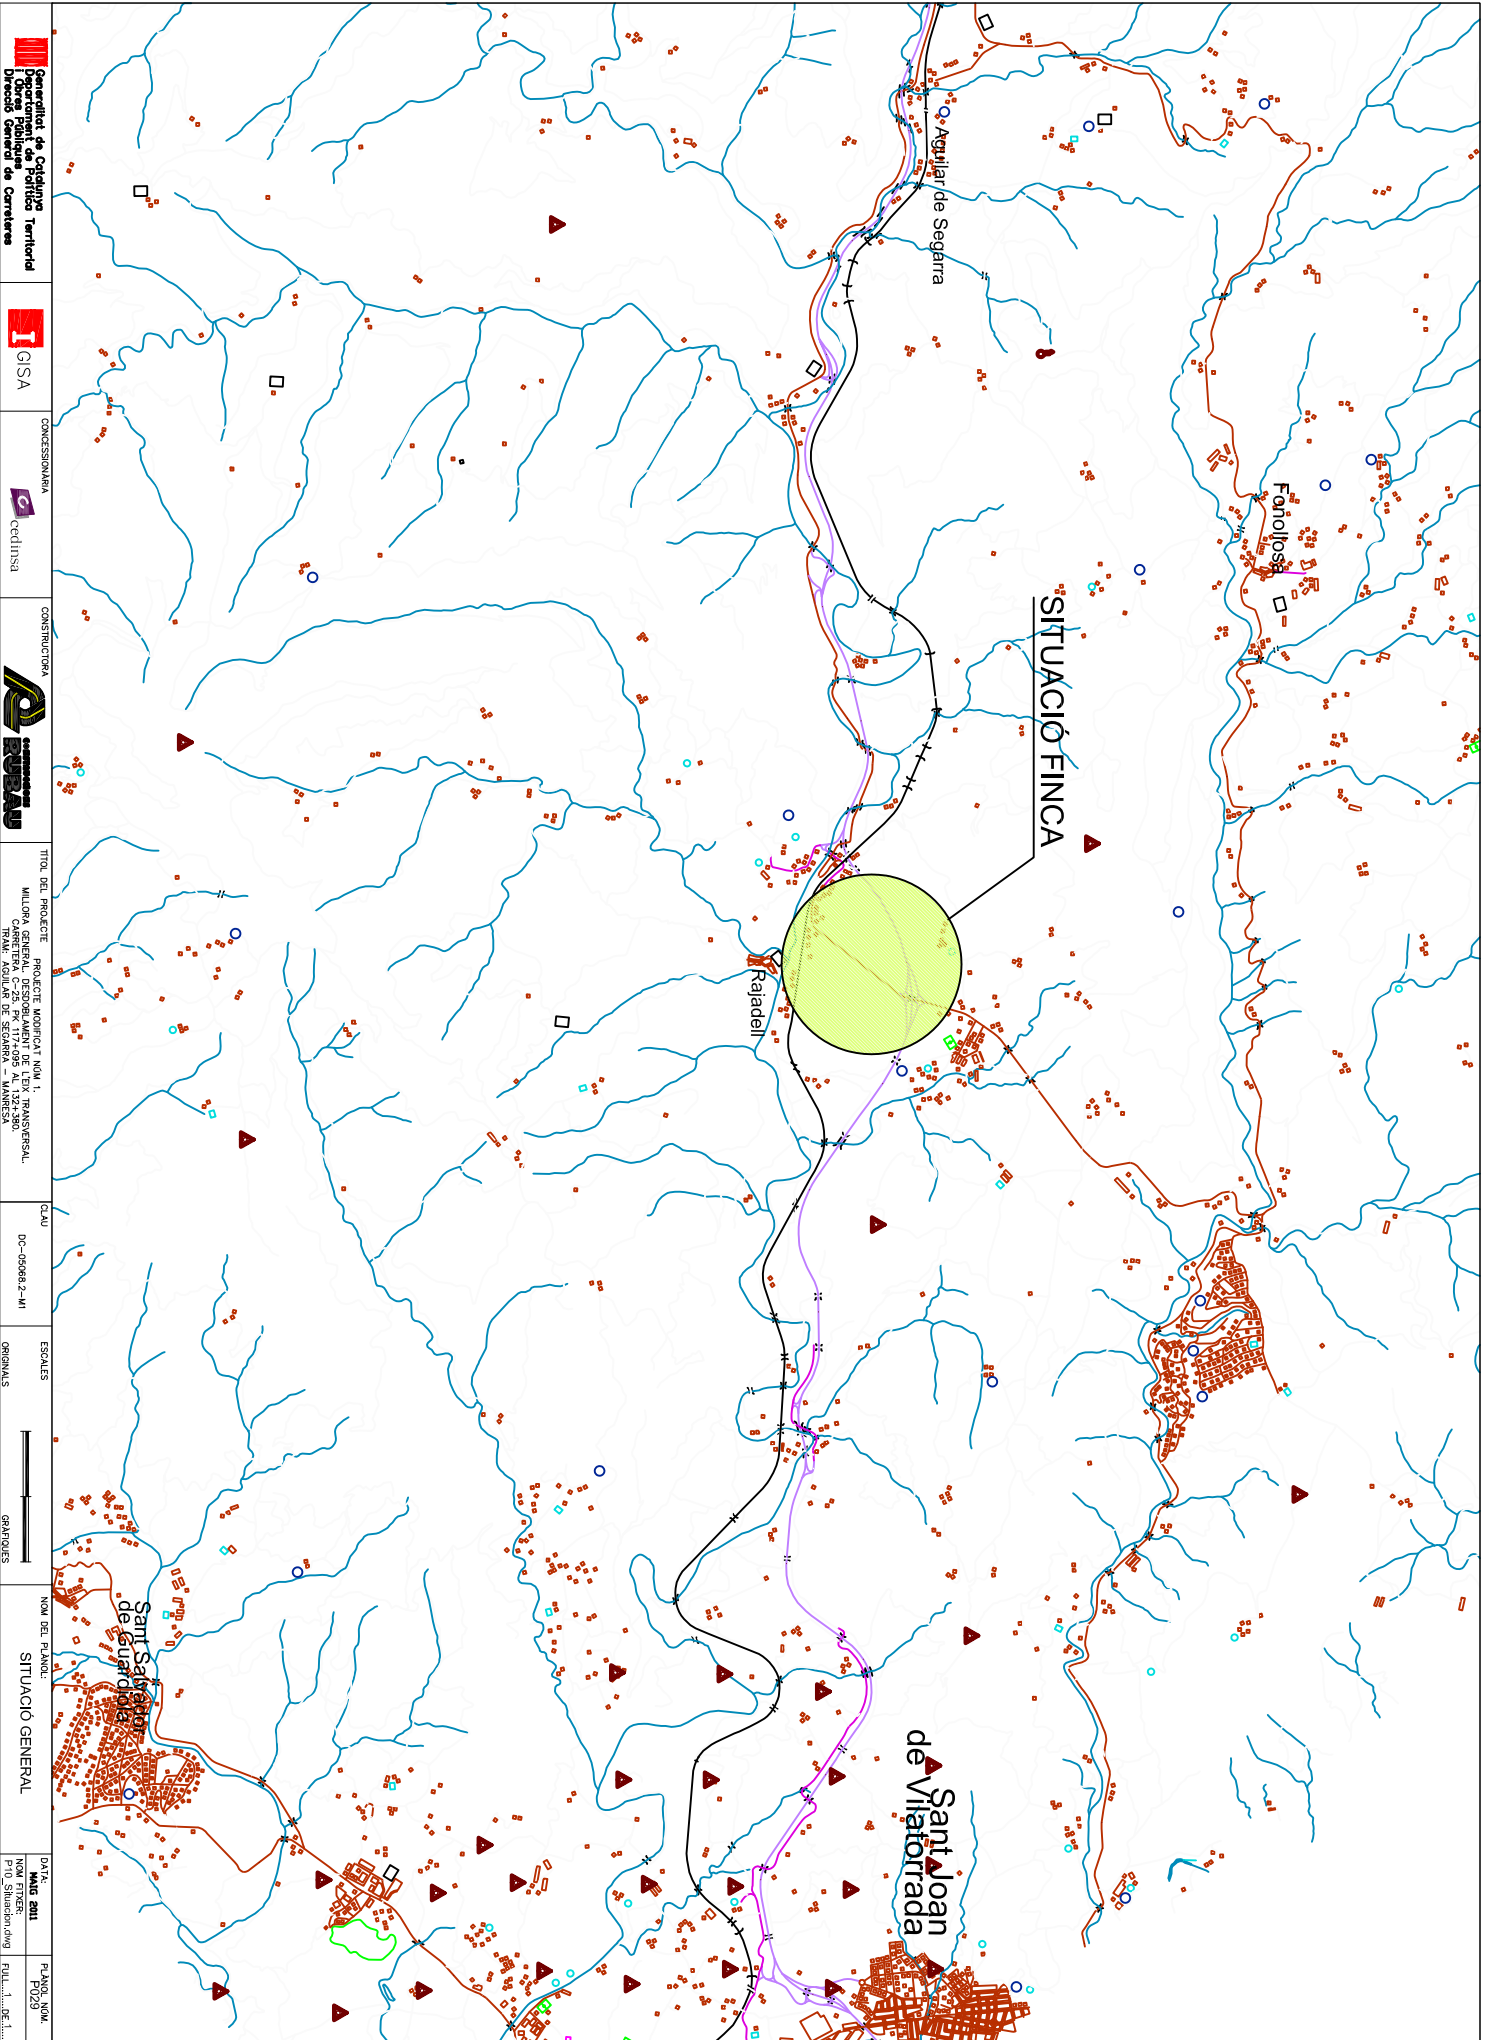 Aguilar de Segarra
Fonollosa
SITUACIÓ FINCA
Rajadell
Sant Joan
de Vilatorrada
Sant Salvador
de Guardiola
Generalitat de Catalunya
Departament de Política Territorial
i Obres Públiques
Direcció General de Carreteres
GISA
CONCESSIONÀRIA
cedinsa
CONSTRUCTORA
RUBAU
TÍTOL DEL PROJECTE
PROJECTE MODIFICAT NÚM 1.
MILLORA GENERAL. DESDOBLAMENT DE L'EIX TRANSVERSAL.
CARRETERA C-25. PK 117+095 AL 132+380.
TRAM: AGUILAR DE SEGARRA - MANRESA
CLAU
DC-05068.2-M1
ESCALES
ORIGINALS
GRÀFIQUES
NOM DEL PLÀNOL:
SITUACIÓ GENERAL
DATA:
MAIG 2011
NOM FITXER:
P10_Situacion.dwg
PLÀNOL NÚM.
P029
FULL....1....DE..1....